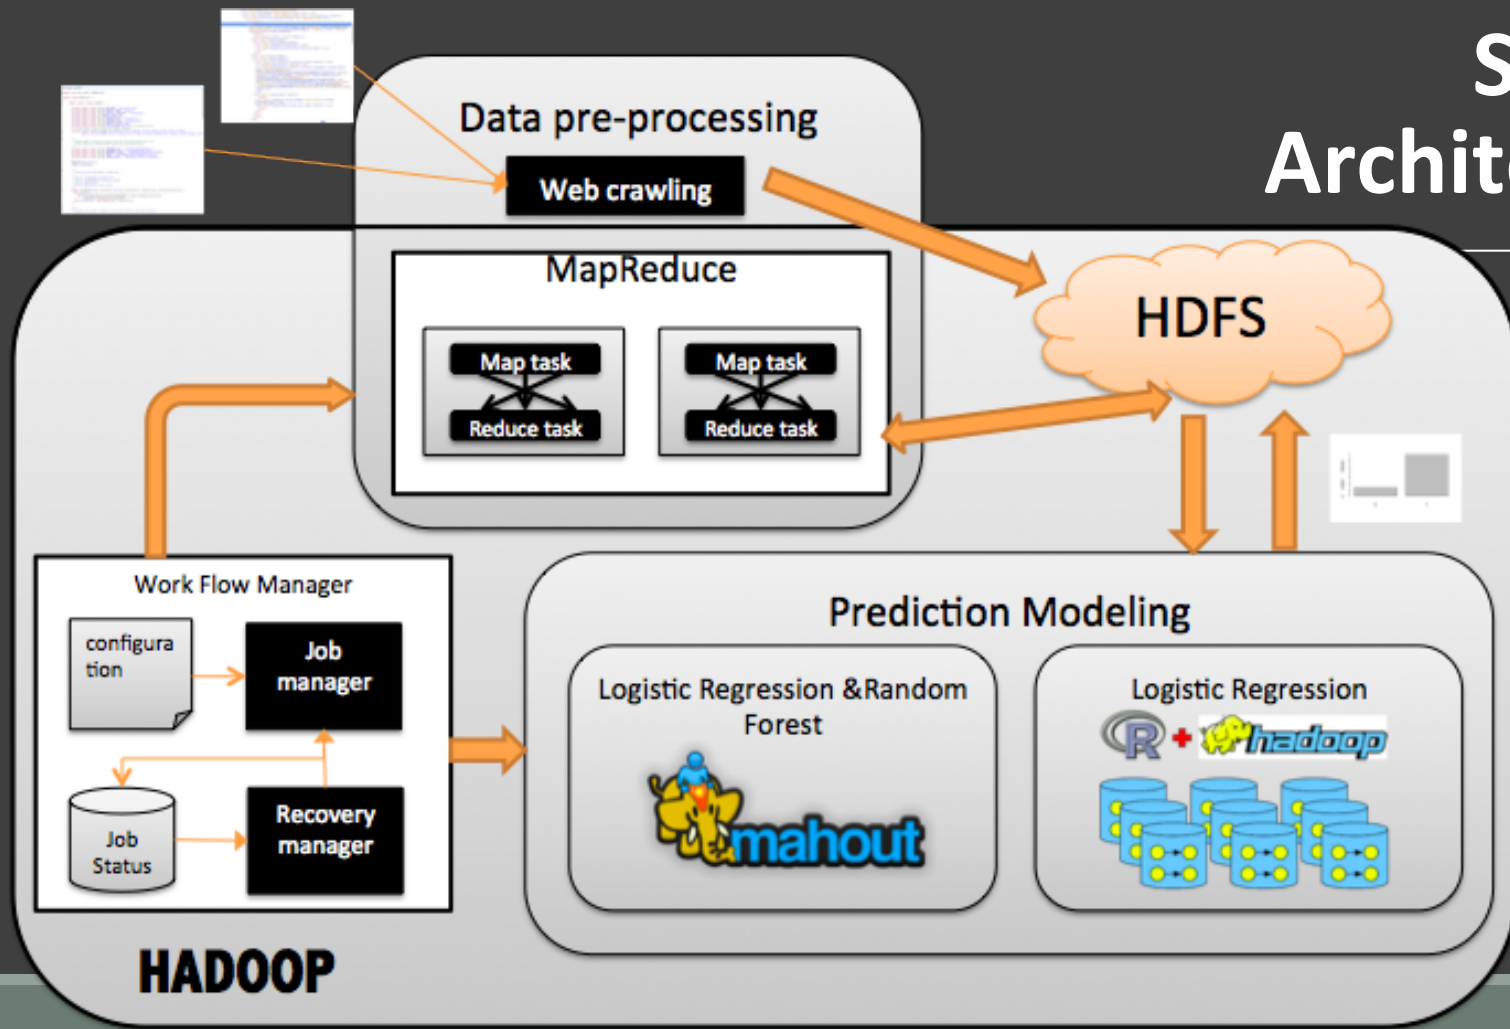 Data pre-processing
Web crawling
MapReduce
Map task
Reduce task
Map task
Reduce task
HDFS
Work Flow Manager
configura
tion
Job
manager
Job
Status
Recovery
manager
Prediction Modeling
Logistic Regression &Random
Forest
mahout
Logistic Regression
R + hadoop
HADOOP